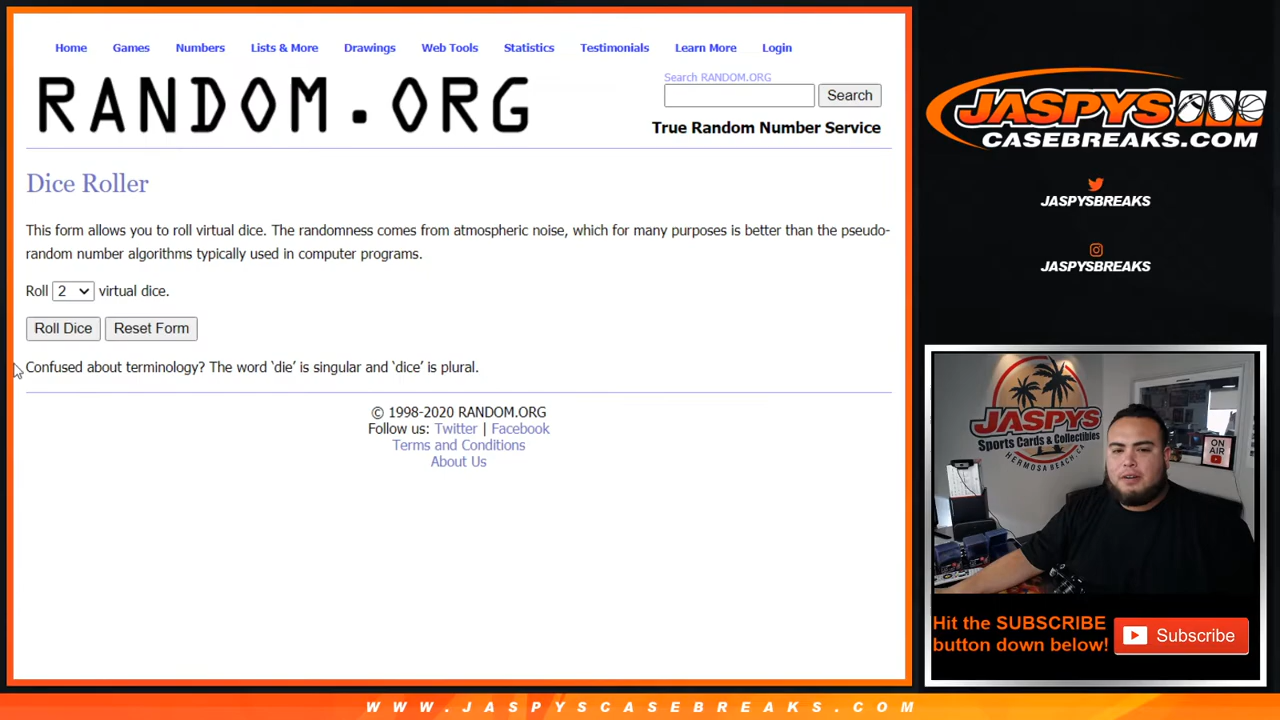 Home Games Numbers Lists & More Drawings Web Tools Statistics Testimonials Learn More Login
RANDOM.ORG
Search RANDOM.ORG
Search
True Random Number Service
Dice Roller
This form allows you to roll virtual dice. The randomness comes from atmospheric noise, which for many purposes is better than the pseudo-
random number algorithms typically used in computer programs.
Roll 2 virtual dice.
Roll Dice Reset Form
Confused about terminology? The word ‘die’ is singular and ‘dice’ is plural.
© 1998-2020 RANDOM.ORG
Follow us: Twitter | Facebook
Terms and Conditions
About Us
JASPYS
CASEBREAKS.COM
JASPYSBREAKS
JASPYSBREAKS
JASPYS
Sports Cards & Collectibles
HERMOSA BEACH, CA
ON
AIR
Hit the SUBSCRIBE
button down below!
Subscribe
WWW.JASPYSCASEBREAKS.COM